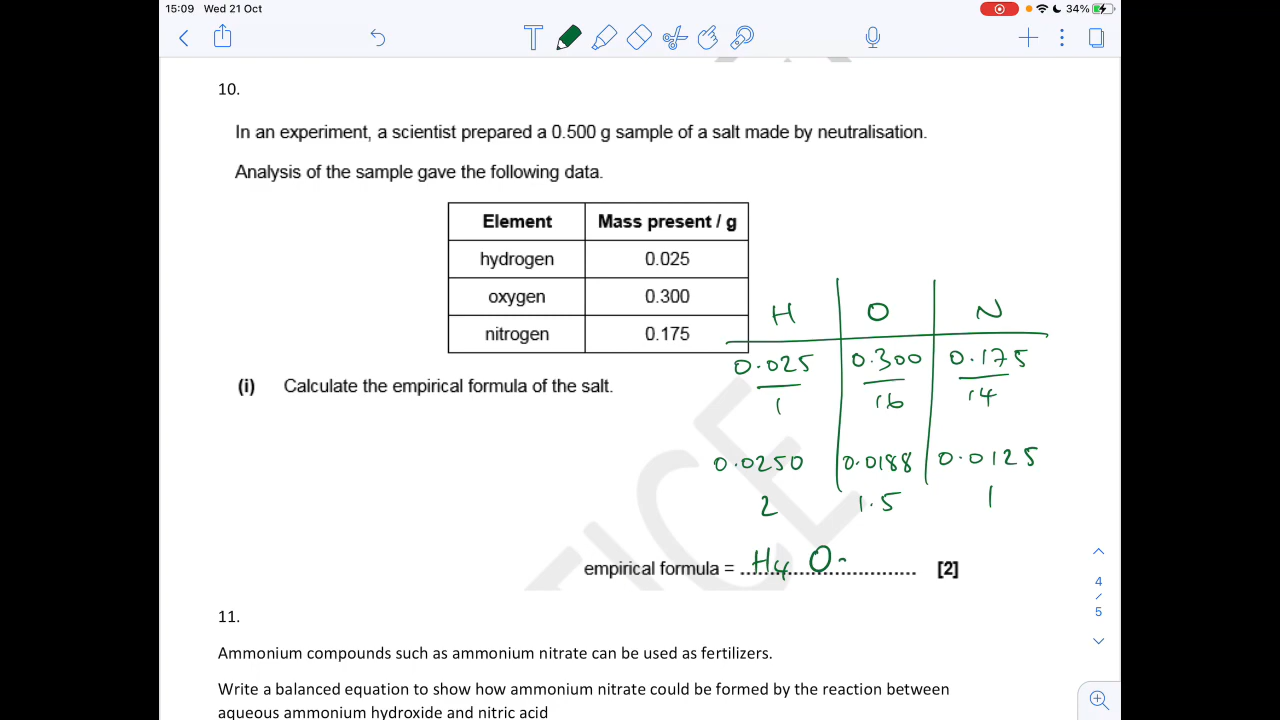 15:09 Wed 21 Oct
34%
T
10.
In an experiment, a scientist prepared a 0.500 g sample of a salt made by neutralisation.
Analysis of the sample gave the following data.
Element Mass present / g
hydrogen 0.025
oxygen 0.300
nitrogen 0.175
(i) Calculate the empirical formula of the salt.
H O N
0.025 0.300 0.175
1 16 14
0.0250 0.0188 0.0125
2 1.5 1
empirical formula = H4 O [2]
4
/
5
11.
Ammonium compounds such as ammonium nitrate can be used as fertilizers.
Write a balanced equation to show how ammonium nitrate could be formed by the reaction between
aqueous ammonium hydroxide and nitric acid